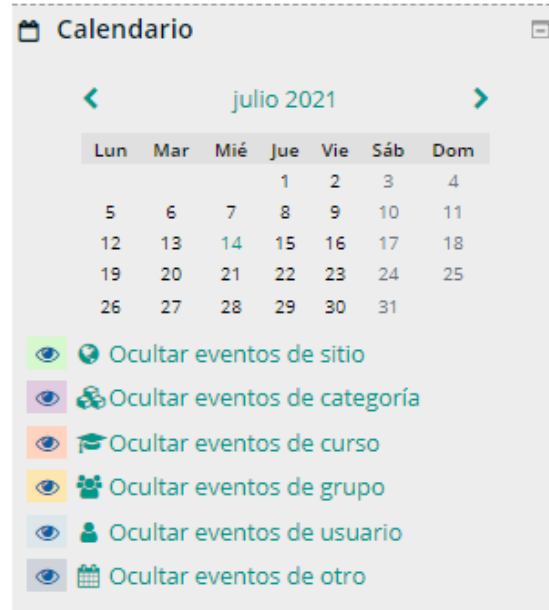 Calendario
julio 2021
Lun Mar Mié Jue Vie Sáb Dom
1 2 3 4
5 6 7 8 9 10 11
12 13 14 15 16 17 18
19 20 21 22 23 24 25
26 27 28 29 30 31
Ocultar eventos de sitio
Ocultar eventos de categoría
Ocultar eventos de curso
Ocultar eventos de grupo
Ocultar eventos de usuario
Ocultar eventos de otro